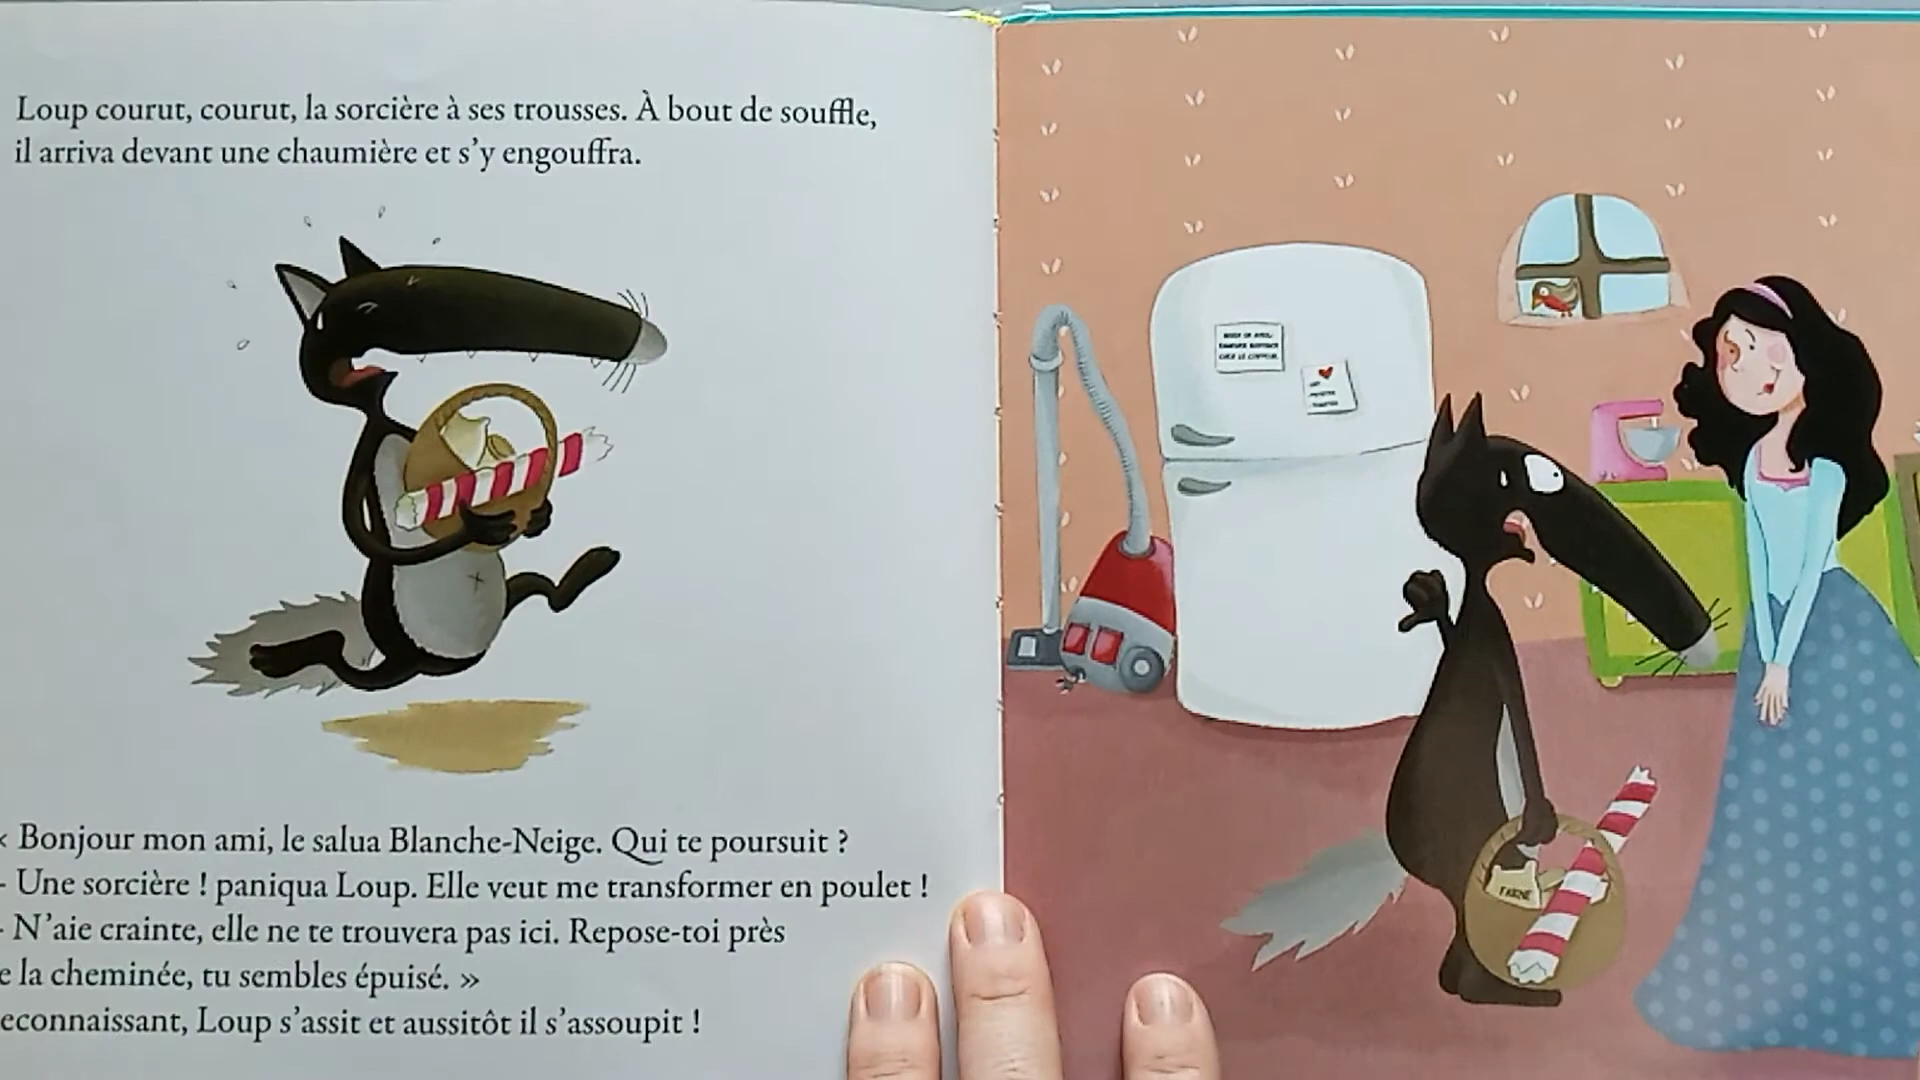 Loup courut, courut, la sorcière à ses trousses. À bout de souffle,
il arriva devant une chaumière et s'y engouffra.
« Bonjour mon ami, le salua Blanche-Neige. Qui te poursuit ?
- Une sorcière ! paniqua Loup. Elle veut me transformer en poulet !
- N'aie crainte, elle ne te trouvera pas ici. Repose-toi près
e la cheminée, tu sembles épuisé. »
econnaissant, Loup s'assit et aussitôt il s'assoupit !
FARINE